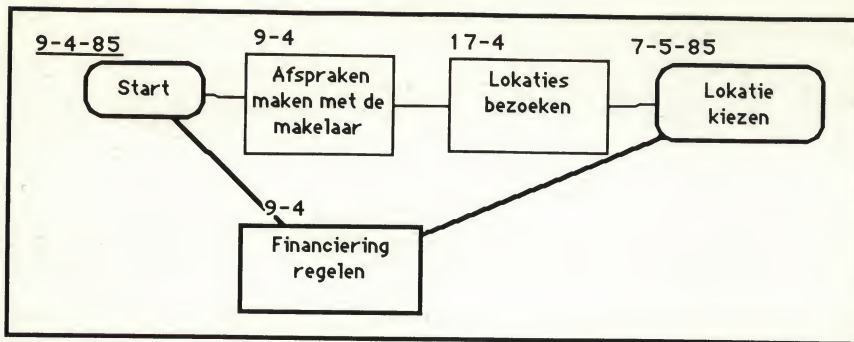 9-4-85
Start
9-4
Afspraken
maken met de
makelaar
17-4
Lokaties
bezoeken
7-5-85
Lokatie
kiezen
9-4
Financiering
regelen